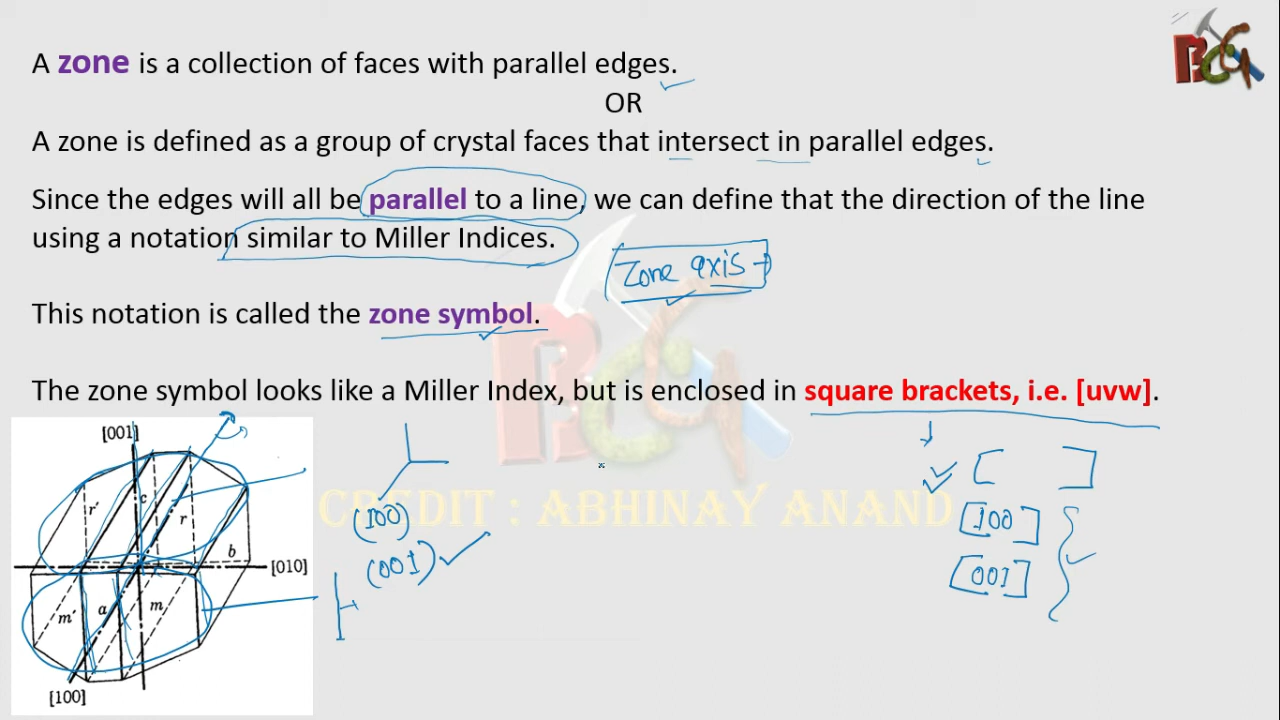 A zone is a collection of faces with parallel edges.
OR
A zone is defined as a group of crystal faces that intersect in parallel edges.
Since the edges will all be parallel to a line, we can define that the direction of the line
using a notation similar to Miller Indices.
Zone axis
This notation is called the zone symbol.
The zone symbol looks like a Miller Index, but is enclosed in square brackets, i.e. [uvw].
[001]
c
r'
r
b
[010]
m'
a
m
[100]
(100)
(001)
[ ]
[100]
[001]
CREDIT : ABHINAY ANAND
BCG
BCG